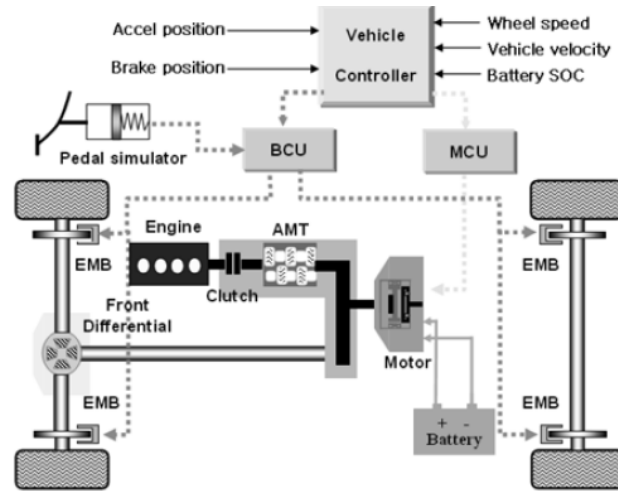 Accel position
Brake position
Vehicle
Controller
Wheel speed
Vehicle velocity
Battery SOC
Pedal simulator
BCU
MCU
EMB
Engine
AMT
EMB
Clutch
Front
Differential
Motor
EMB
EMB
+ -
Battery